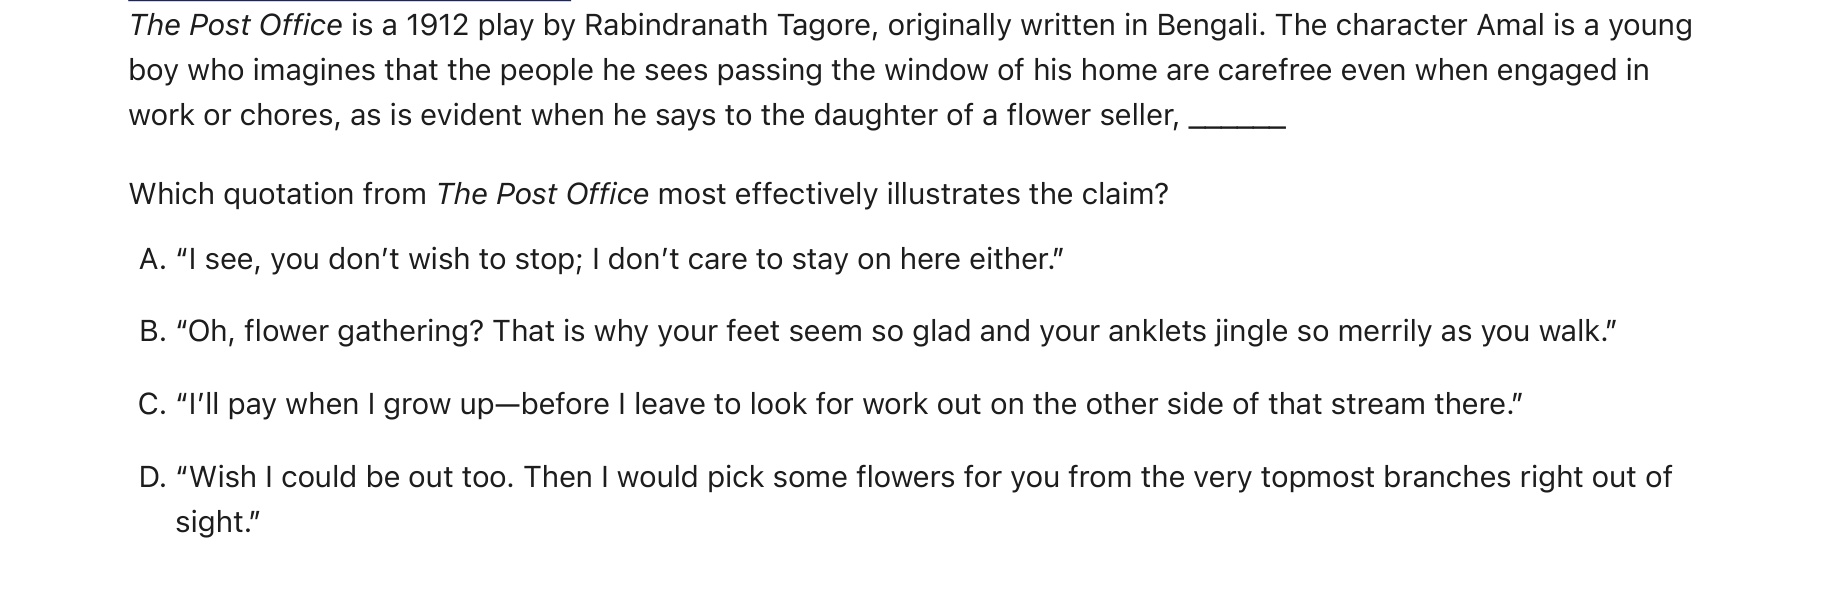 The Post Office is a 1912 play by Rabindranath Tagore, originally written in Bengali. The character Amal is a young
boy who imagines that the people he sees passing the window of his home are carefree even when engaged in
work or chores, as is evident when he says to the daughter of a flower seller, ______
Which quotation from The Post Office most effectively illustrates the claim?
A. “I see, you don’t wish to stop; I don’t care to stay on here either.”
B. “Oh, flower gathering? That is why your feet seem so glad and your anklets jingle so merrily as you walk.”
C. “I’ll pay when I grow up—before I leave to look for work out on the other side of that stream there.”
D. “Wish I could be out too. Then I would pick some flowers for you from the very topmost branches right out of
sight.”